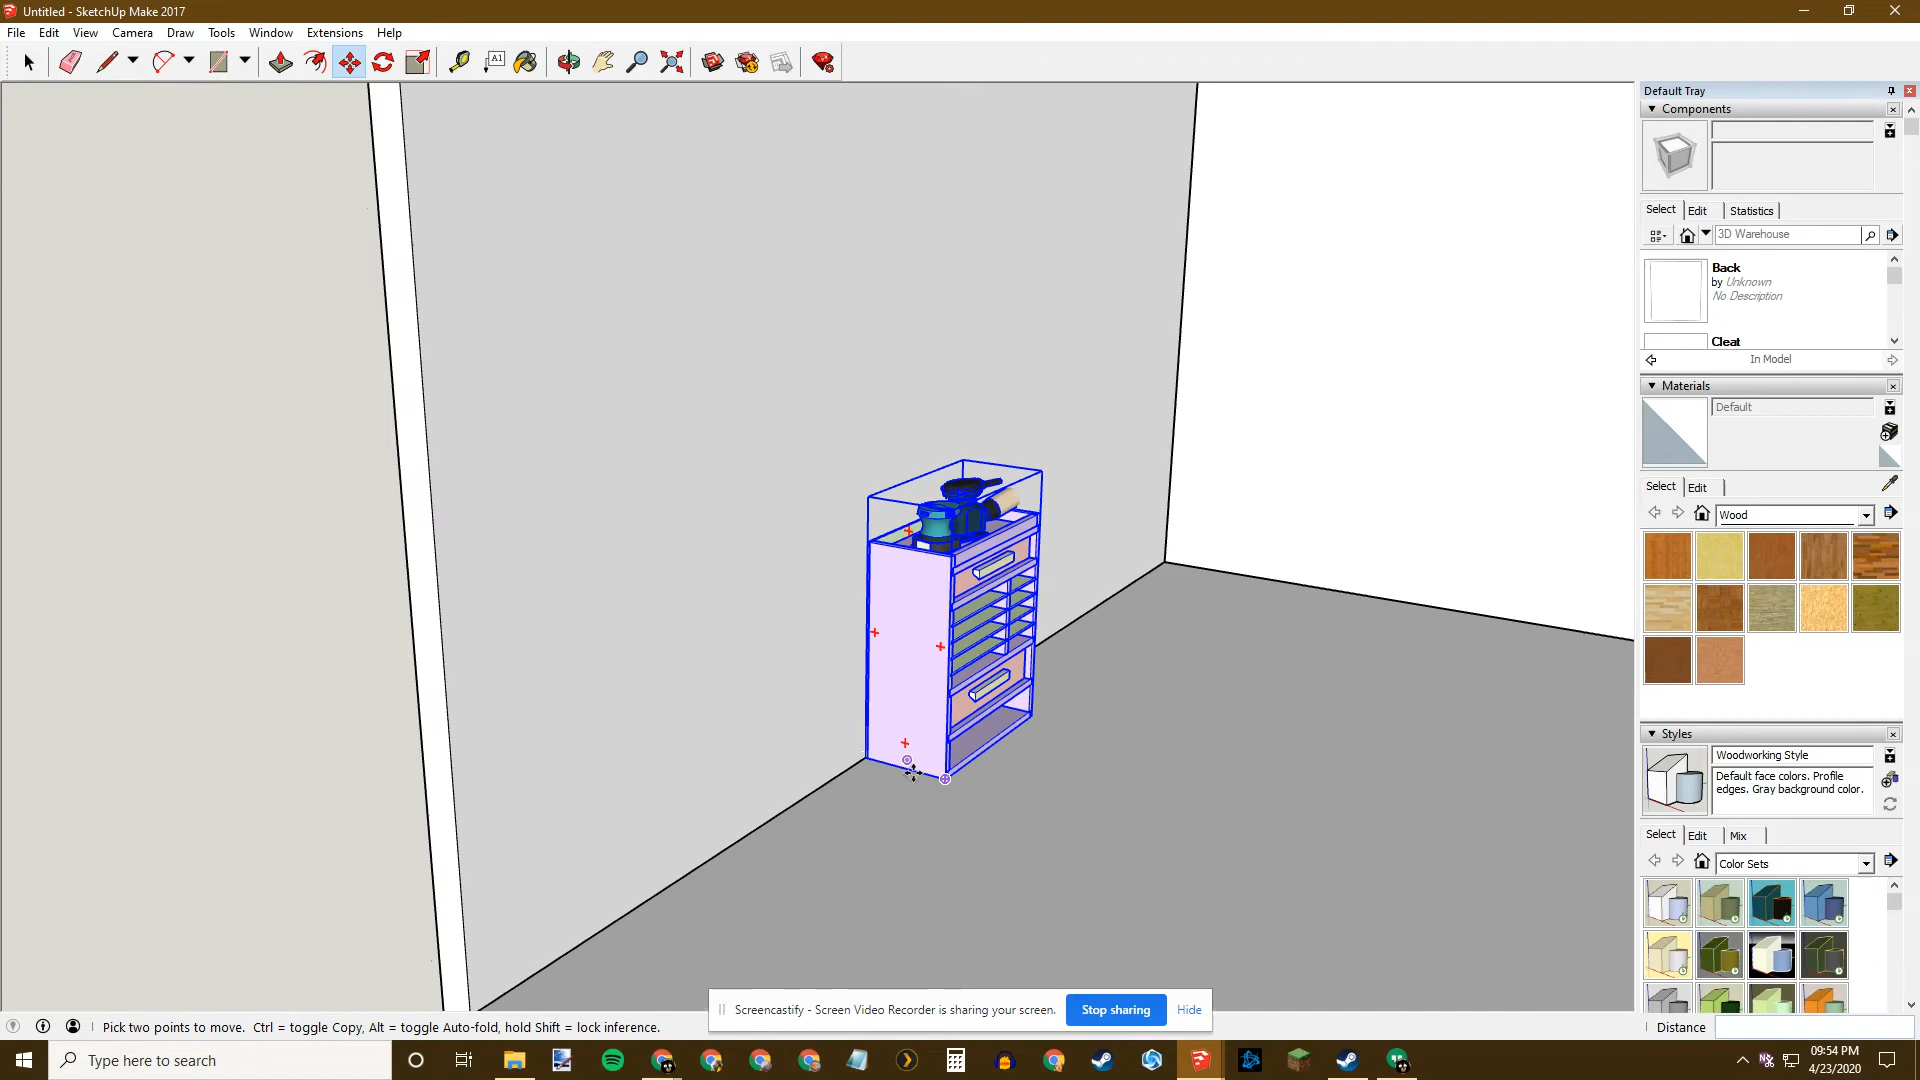 Untitled - SketchUp Make 2017
File Edit View Camera Draw Tools Window Extensions Help
A1
Default Tray
Components
Select Edit Statistics
3D Warehouse
Back
by Unknown
No Description
Cleat
In Model
Materials
Default
Select Edit
Wood
Styles
Woodworking Style
Default face colors. Profile
edges. Gray background color.
Select Edit Mix
Color Sets
Screencastify - Screen Video Recorder is sharing your screen. Stop sharing Hide
Pick two points to move. Ctrl = toggle Copy, Alt = toggle Auto-fold, hold Shift = lock inference.
Distance
Type here to search
09:54 PM
4/23/2020